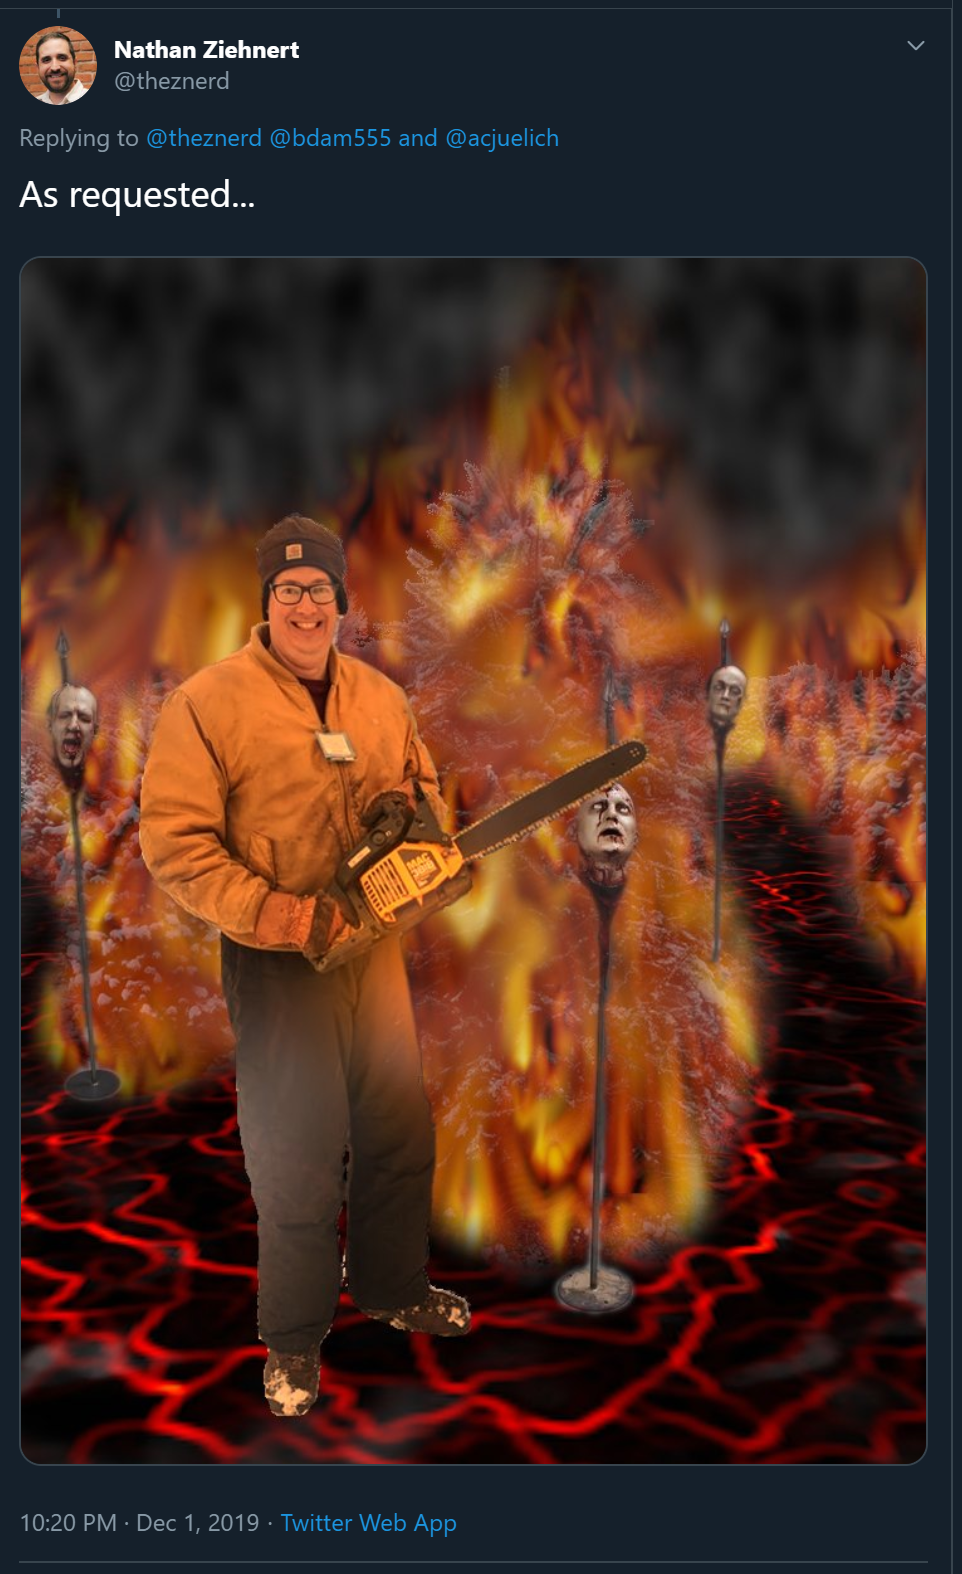 Nathan Ziehnert
@theznerd
Replying to @theznerd @bdam555 and @acjuelich
As requested...
10:20 PM · Dec 1, 2019 · Twitter Web App